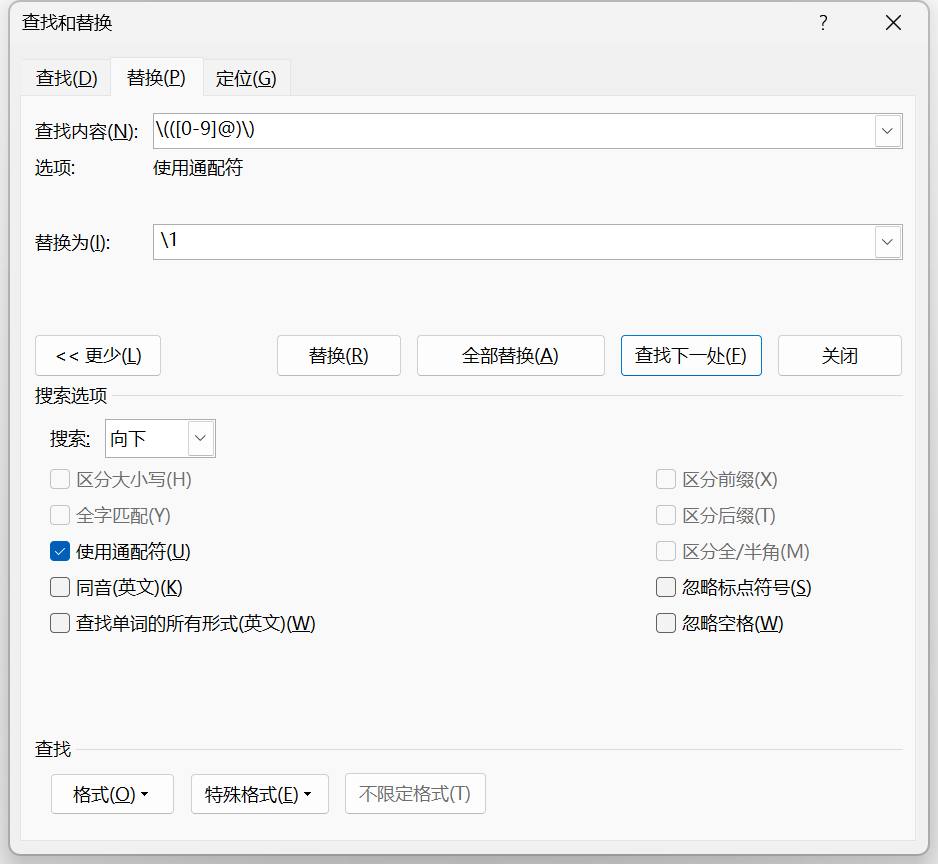 查找和替换 ?
查找(D) 替换(P) 定位(G)
查找内容(N): \(([0-9]@)\)
选项: 使用通配符
替换为(I): \1
<< 更少(L) 替换(R) 全部替换(A) 查找下一处(F) 关闭
搜索选项
搜索: 向下
区分大小写(H) 区分前缀(X)
全字匹配(Y) 区分后缀(T)
使用通配符(U) 区分全/半角(M)
同音(英文)(K) 忽略标点符号(S)
查找单词的所有形式(英文)(W) 忽略空格(W)
查找
格式(O) 特殊格式(E) 不限定格式(T)